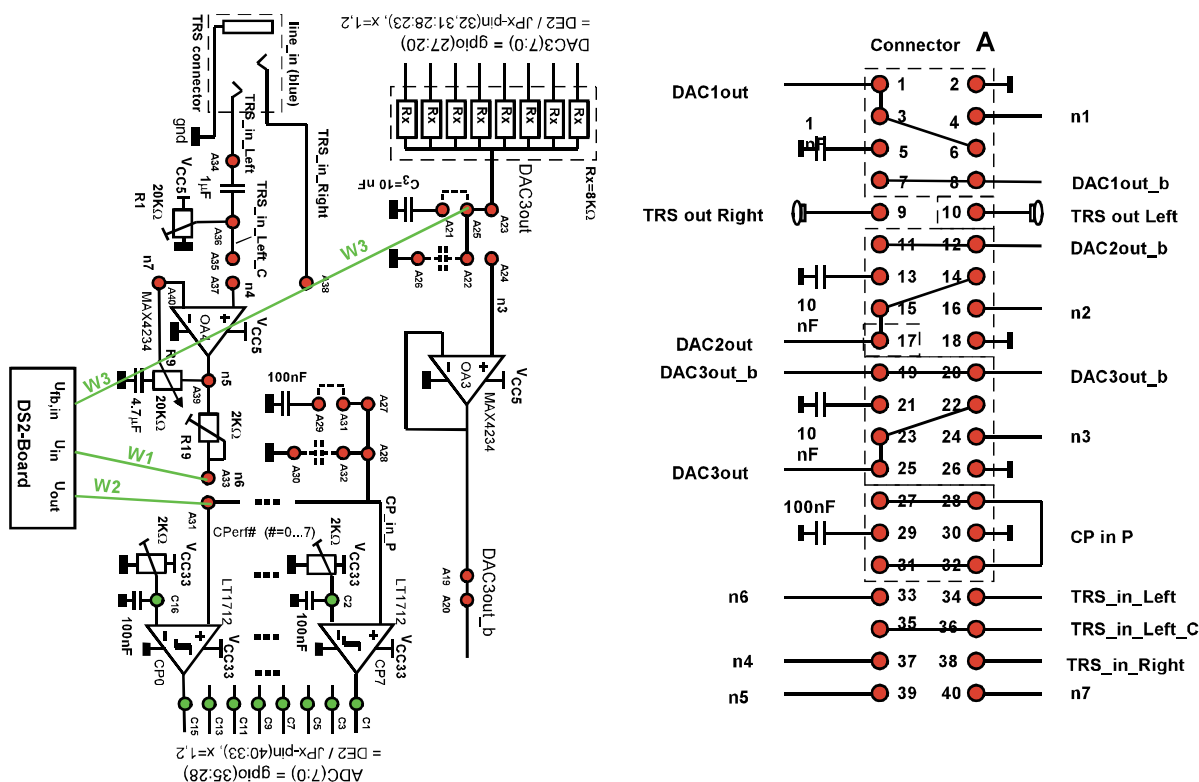 TRS connector
line_in (blue)
gnd
TRS_in_Left
A34
1µF
TRS_in_Left_C
TRS_in_Right
VCC5
20KΩ
R1
A36
A35
n7
A37
n4
A38
A40
MAX4234
OA4
VCC5
R9
n5
A39
4.7µF
20KΩ
2KΩ
R19
A33
n6
A31
DS2-Board
Ufb,in
Uin
Uout
W3
W3
W1
W2
= DE2 / JPx-pin(32,31:28:23), x=1,2
DAC3(7:0) = gpio(27:20)
Rx
Rx
Rx
Rx
Rx
Rx
Rx
Rx
Rx=8KΩ
DAC3out
C3=10 nF
A21
A25
A23
A26
A22
A24
n3
OA3
VCC5
MAX4234
100nF
A29
A31
A27
A30
A32
A28
CP_in_P
CPerf# (#=0...7)
2KΩ
VCC33
C16
100nF
LT1712
VCC33
CP0
2KΩ
VCC33
C2
100nF
LT1712
VCC33
CP7
A19
A20
DAC3out_b
C15
C13
C11
C9
C7
C5
C3
C1
= DE2 / JPx-pin(40:33), x=1,2
ADC(7:0) = gpio(35:28)
Connector A
DAC1out
1 2
3 4
n1
1 nF
5 6
7 8
DAC1out_b
TRS out Right
9 10
TRS out Left
11 12
DAC2out_b
13 14
10 nF
15 16
n2
DAC2out
17 18
DAC3out_b
19 20
DAC3out_b
21 22
10 nF
23 24
n3
DAC3out
25 26
27 28
100nF
29 30
CP in P
31 32
n6
33 34
TRS_in_Left
35 36
TRS_in_Left_C
n4
37 38
TRS_in_Right
n5
39 40
n7